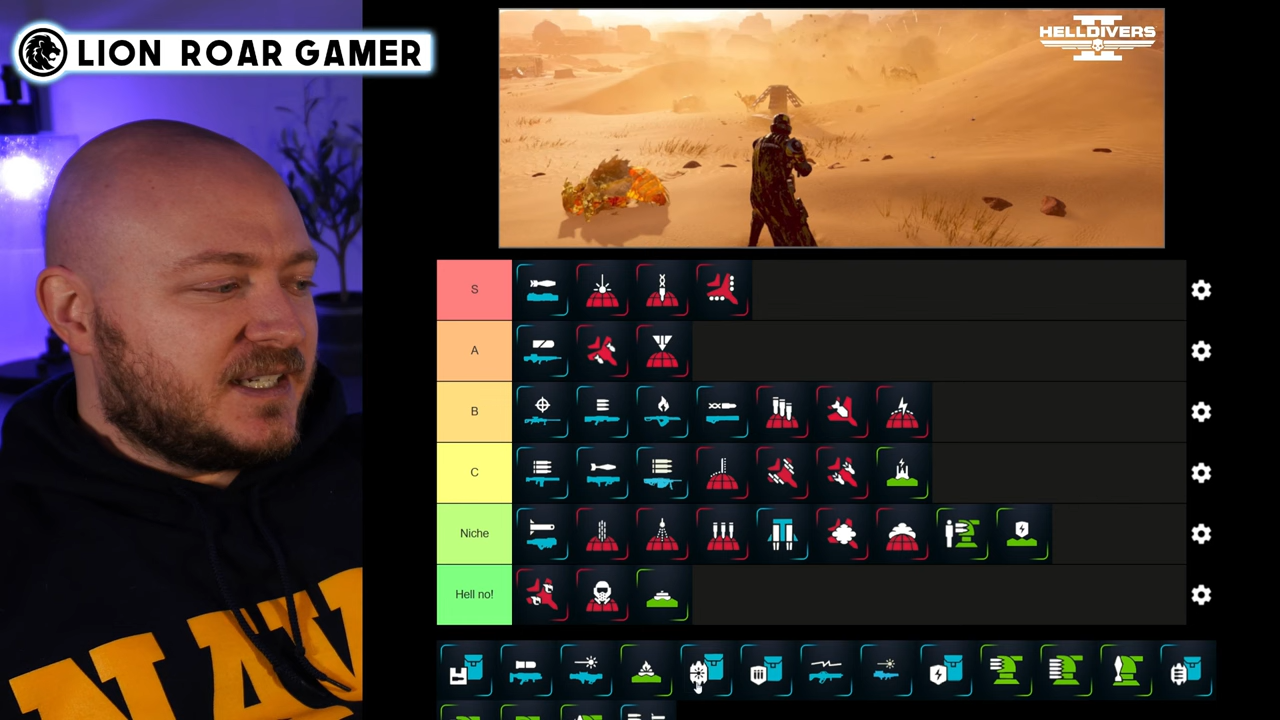 LION ROAR GAMER
HELLDIVERS
II
S
A
B
C
Niche
Hell no!
NAV